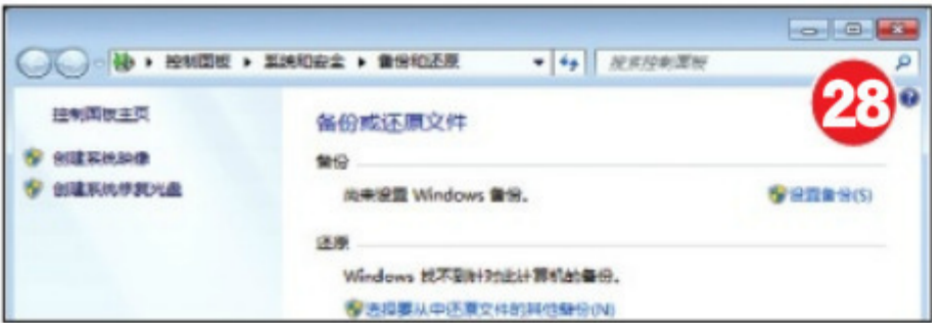 控制面板 ▸ 系统和安全 ▸ 备份和还原
搜索控制面板
28
控制面板主页
创建系统映像
创建系统修复光盘
备份或还原文件
备份
尚未设置 Windows 备份。
设置备份(S)
还原
Windows 找不到针对此计算机的备份。
选择要从中还原文件的其他备份(N)